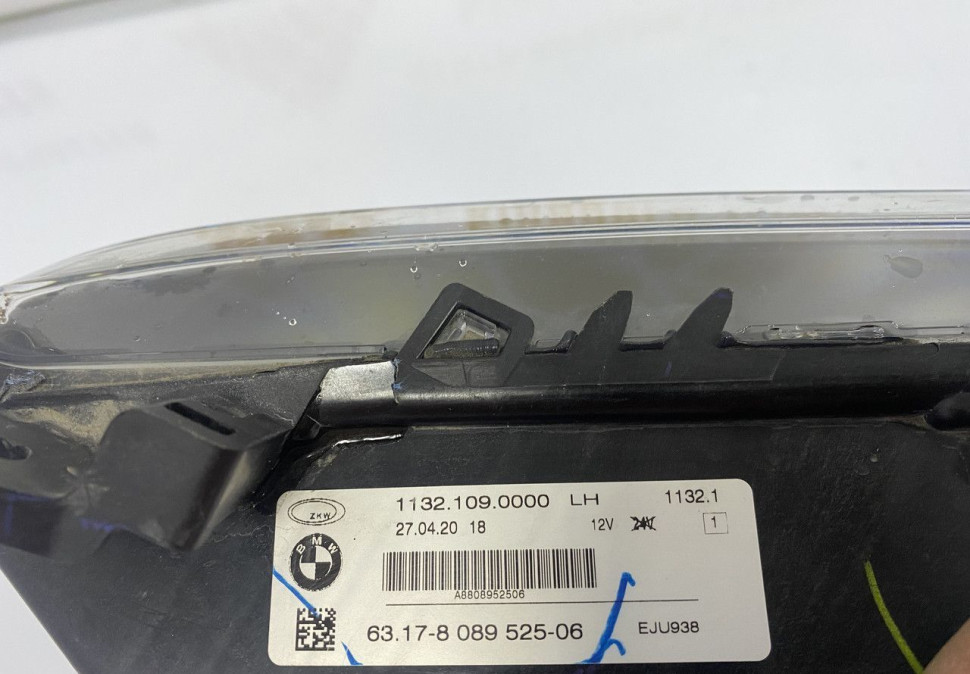 1132.109.0000 LH 1132.1
ZKW
27.04.20 18 12V 24V 1
BMW
A8808952506
63.17-8 089 525-06 EJU938